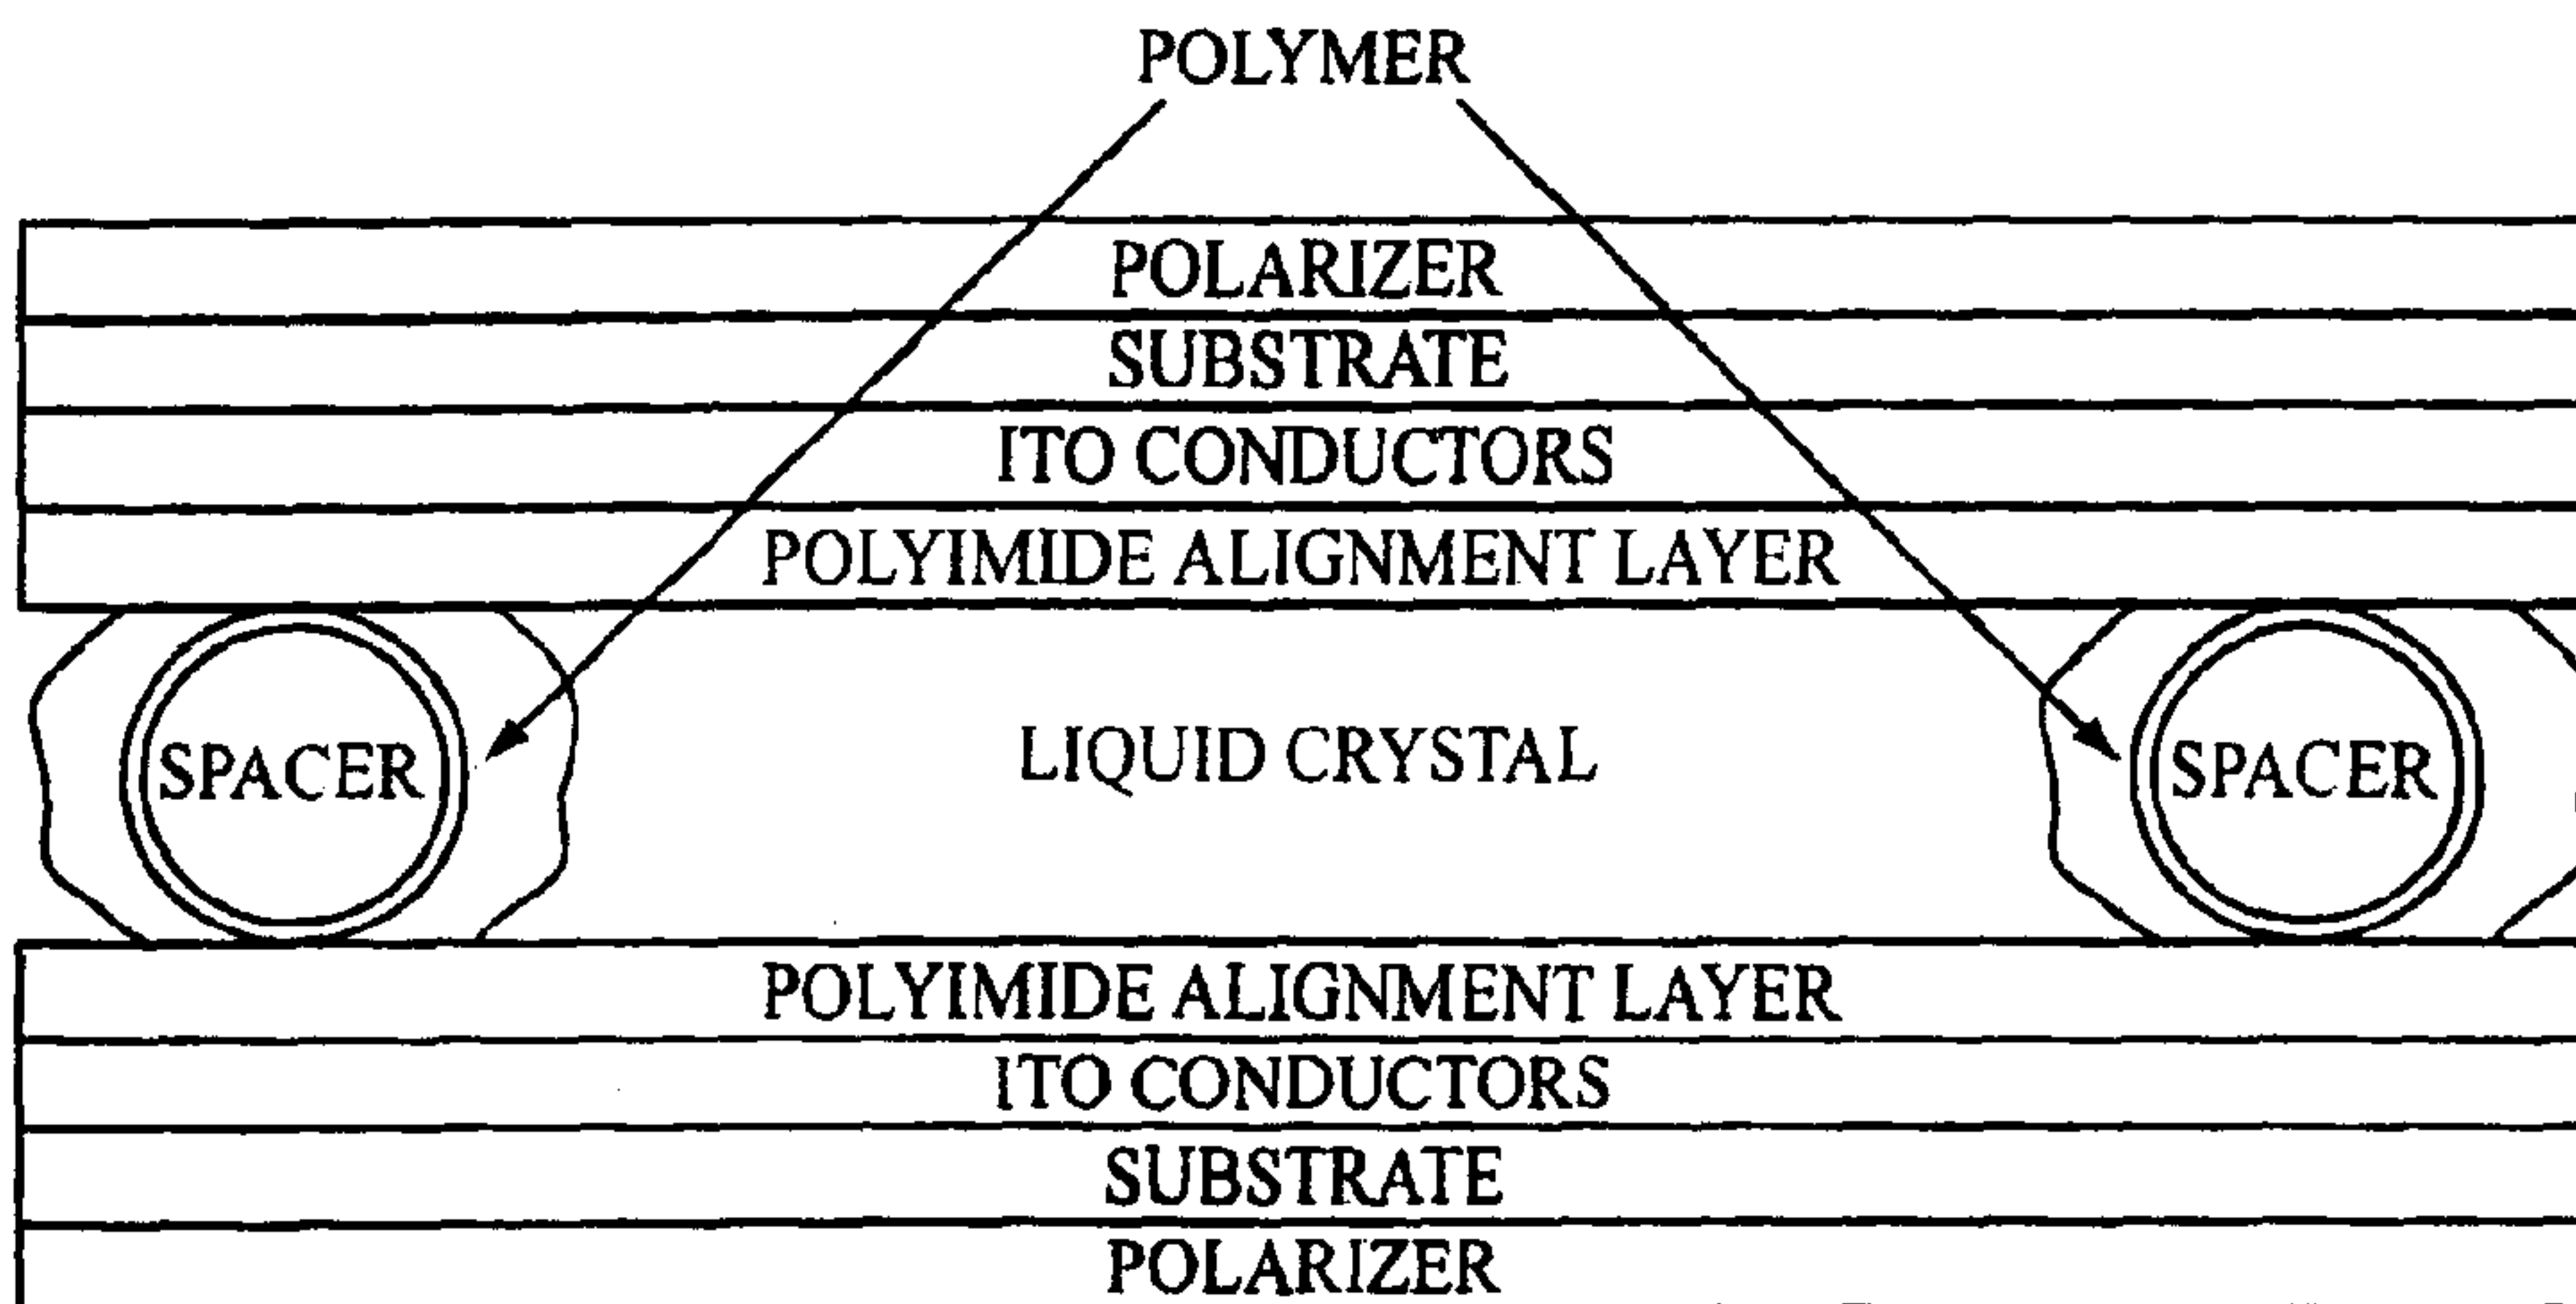 POLYMER
POLARIZER
SUBSTRATE
ITO CONDUCTORS
POLYIMIDE ALIGNMENT LAYER
SPACER
LIQUID CRYSTAL
SPACER
POLYIMIDE ALIGNMENT LAYER
ITO CONDUCTORS
SUBSTRATE
POLARIZER